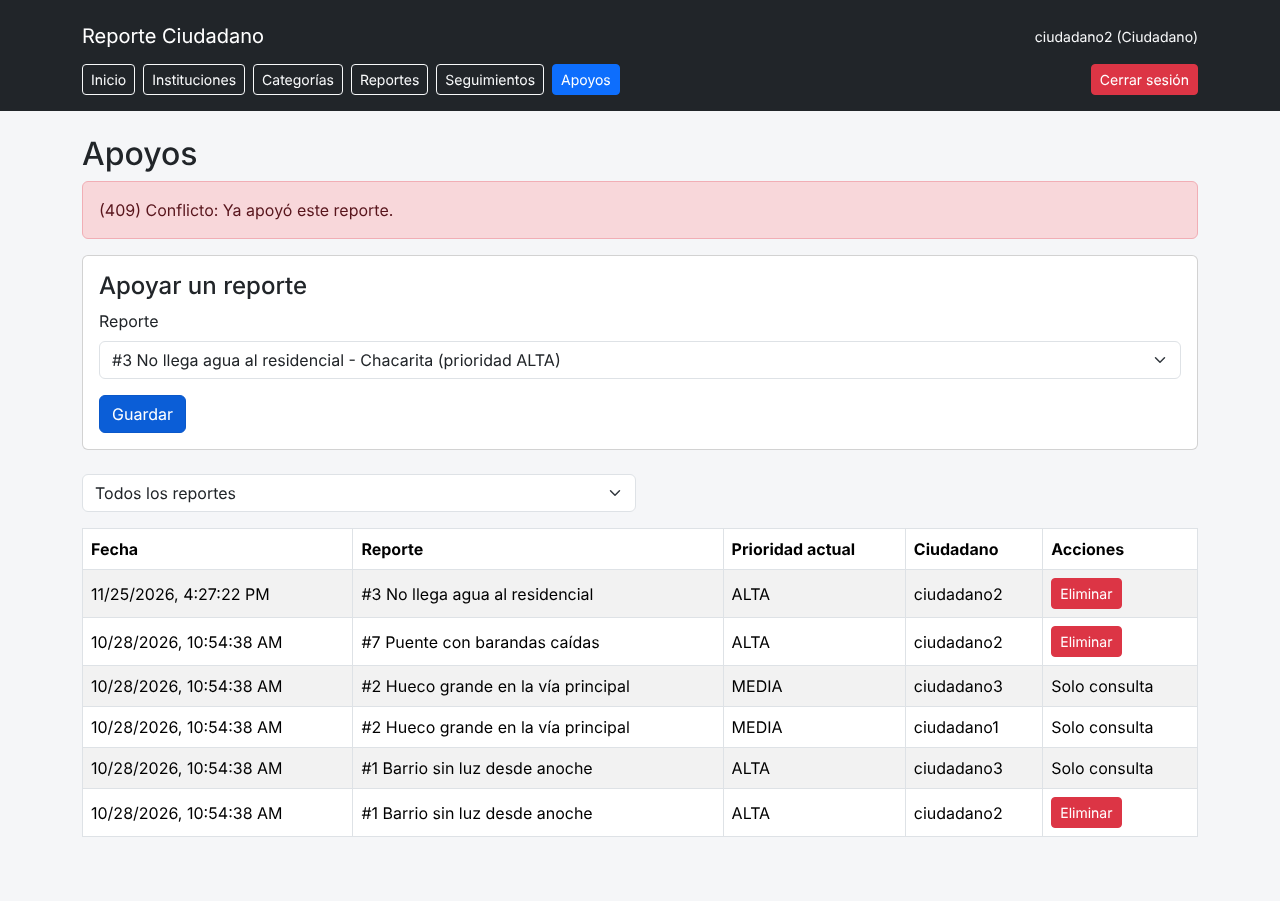 Reporte Ciudadano
ciudadano2 (Ciudadano)
Inicio Instituciones Categorías Reportes Seguimientos Apoyos Cerrar sesión
Apoyos
(409) Conflicto: Ya apoyó este reporte.
Apoyar un reporte
Reporte
#3 No llega agua al residencial - Chacarita (prioridad ALTA)
Guardar
Todos los reportes
Fecha Reporte Prioridad actual Ciudadano Acciones
11/25/2026, 4:27:22 PM #3 No llega agua al residencial ALTA ciudadano2 Eliminar
10/28/2026, 10:54:38 AM #7 Puente con barandas caídas ALTA ciudadano2 Eliminar
10/28/2026, 10:54:38 AM #2 Hueco grande en la vía principal MEDIA ciudadano3 Solo consulta
10/28/2026, 10:54:38 AM #2 Hueco grande en la vía principal MEDIA ciudadano1 Solo consulta
10/28/2026, 10:54:38 AM #1 Barrio sin luz desde anoche ALTA ciudadano3 Solo consulta
10/28/2026, 10:54:38 AM #1 Barrio sin luz desde anoche ALTA ciudadano2 Eliminar